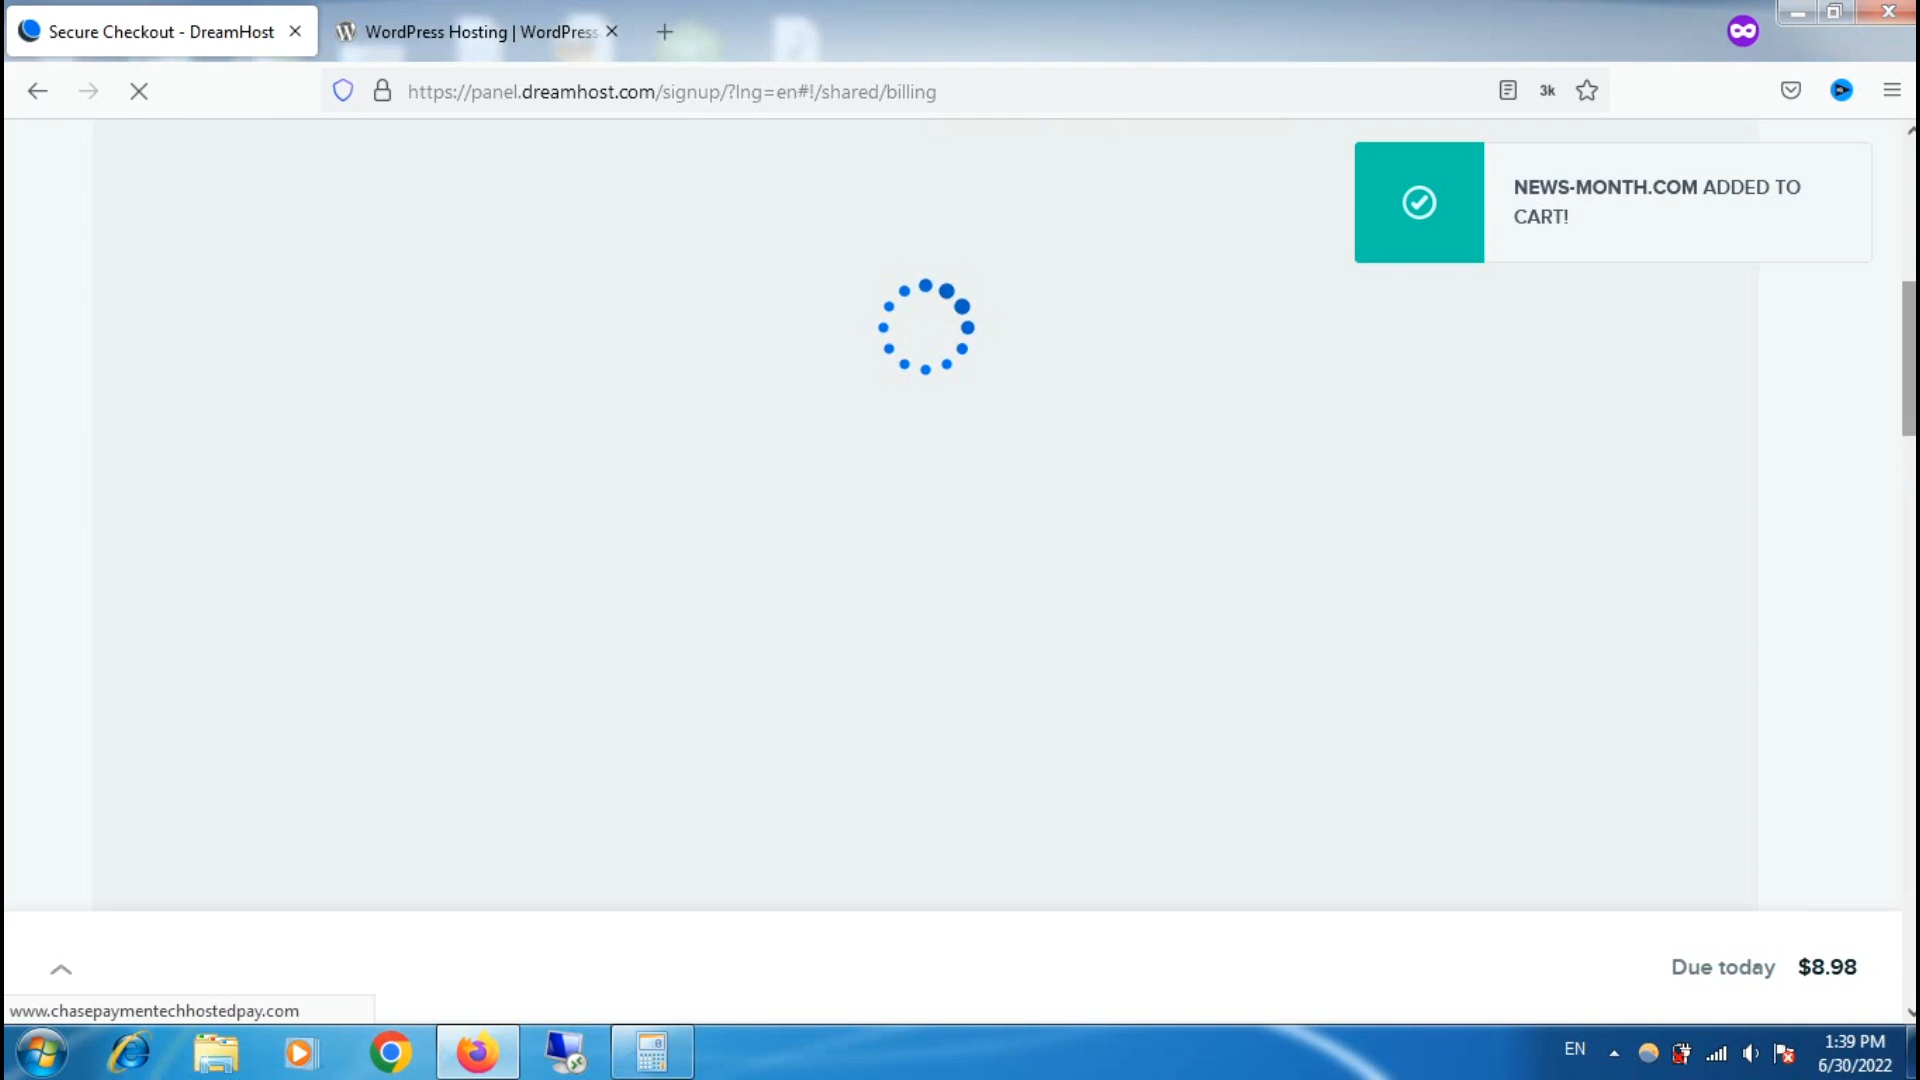 Secure Checkout - DreamHost
WordPress Hosting | WordPress.
https://panel.dreamhost.com/signup/?lng=en#!/shared/billing
3k
NEWS-MONTH.COM ADDED TO
CART!
Due today $8.98
www.chasepaymentechhostedpay.com
EN
1:39 PM
6/30/2022